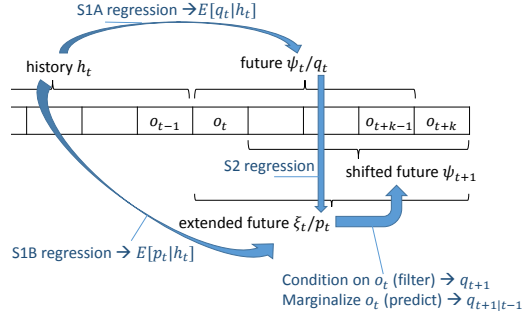 S1A regression → E[q_t|h_t]
history h_t
future ψ_t/q_t
o_{t-1} o_t o_{t+k-1} o_{t+k}
S2 regression
shifted future ψ_{t+1}
extended future ξ_t/p_t
S1B regression → E[p_t|h_t]
Condition on o_t (filter) → q_{t+1}
Marginalize o_t (predict) → q_{t+1|t-1}